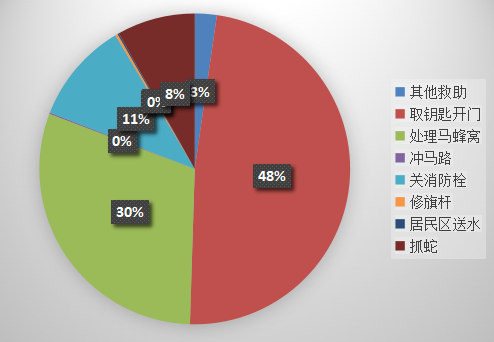 8%
3%
0%
11%
0%
48%
30%
其他救助
取钥匙开门
处理马蜂窝
冲马路
关消防栓
修旗杆
居民区送水
抓蛇